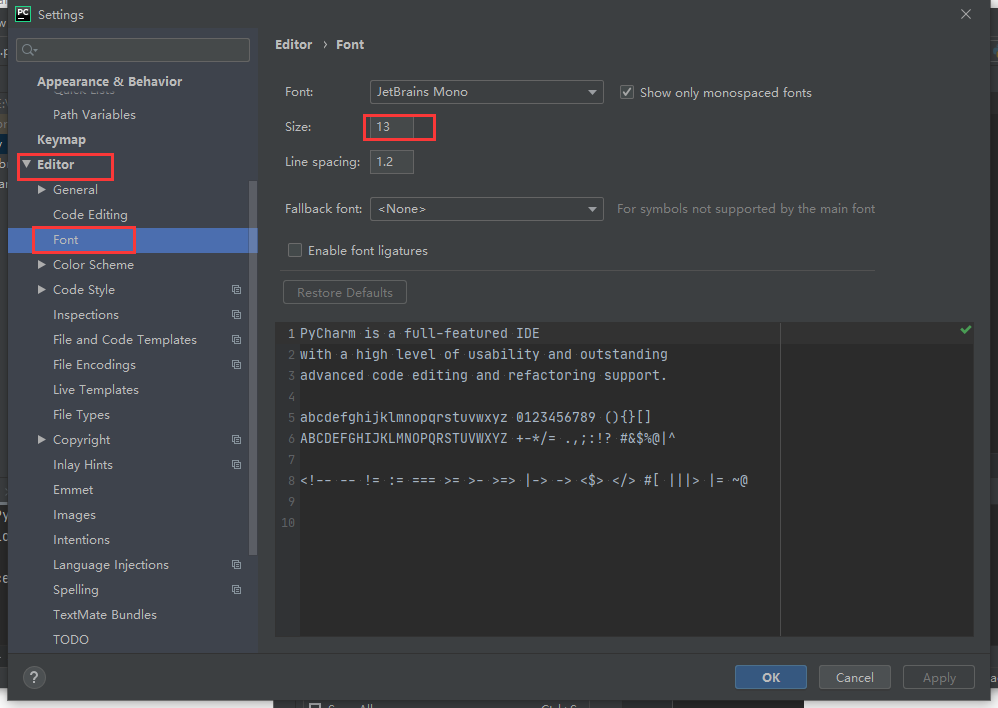 PC
Settings
Appearance & Behavior
Quick Lists
Path Variables
Keymap
Editor
General
Code Editing
Font
Color Scheme
Code Style
Inspections
File and Code Templates
File Encodings
Live Templates
File Types
Copyright
Inlay Hints
Emmet
Images
Intentions
Language Injections
Spelling
TextMate Bundles
TODO
Editor › Font
Font: JetBrains Mono Show only monospaced fonts
Size: 13
Line spacing: 1.2
Fallback font: <None> For symbols not supported by the main font
Enable font ligatures
Restore Defaults
1 PyCharm is a full-featured IDE
2 with a high level of usability and outstanding
3 advanced code editing and refactoring support.
4
5 abcdefghijklmnopqrstuvwxyz 0123456789 (){}[]
6 ABCDEFGHIJKLMNOPQRSTUVWXYZ +-*/= .,;:!? #&$%@|^
7
8 <!-- -- != := === >= >- >=> |-> -> <$> </> #[ |||> |= ~@
9
10
?
OK
Cancel
Apply